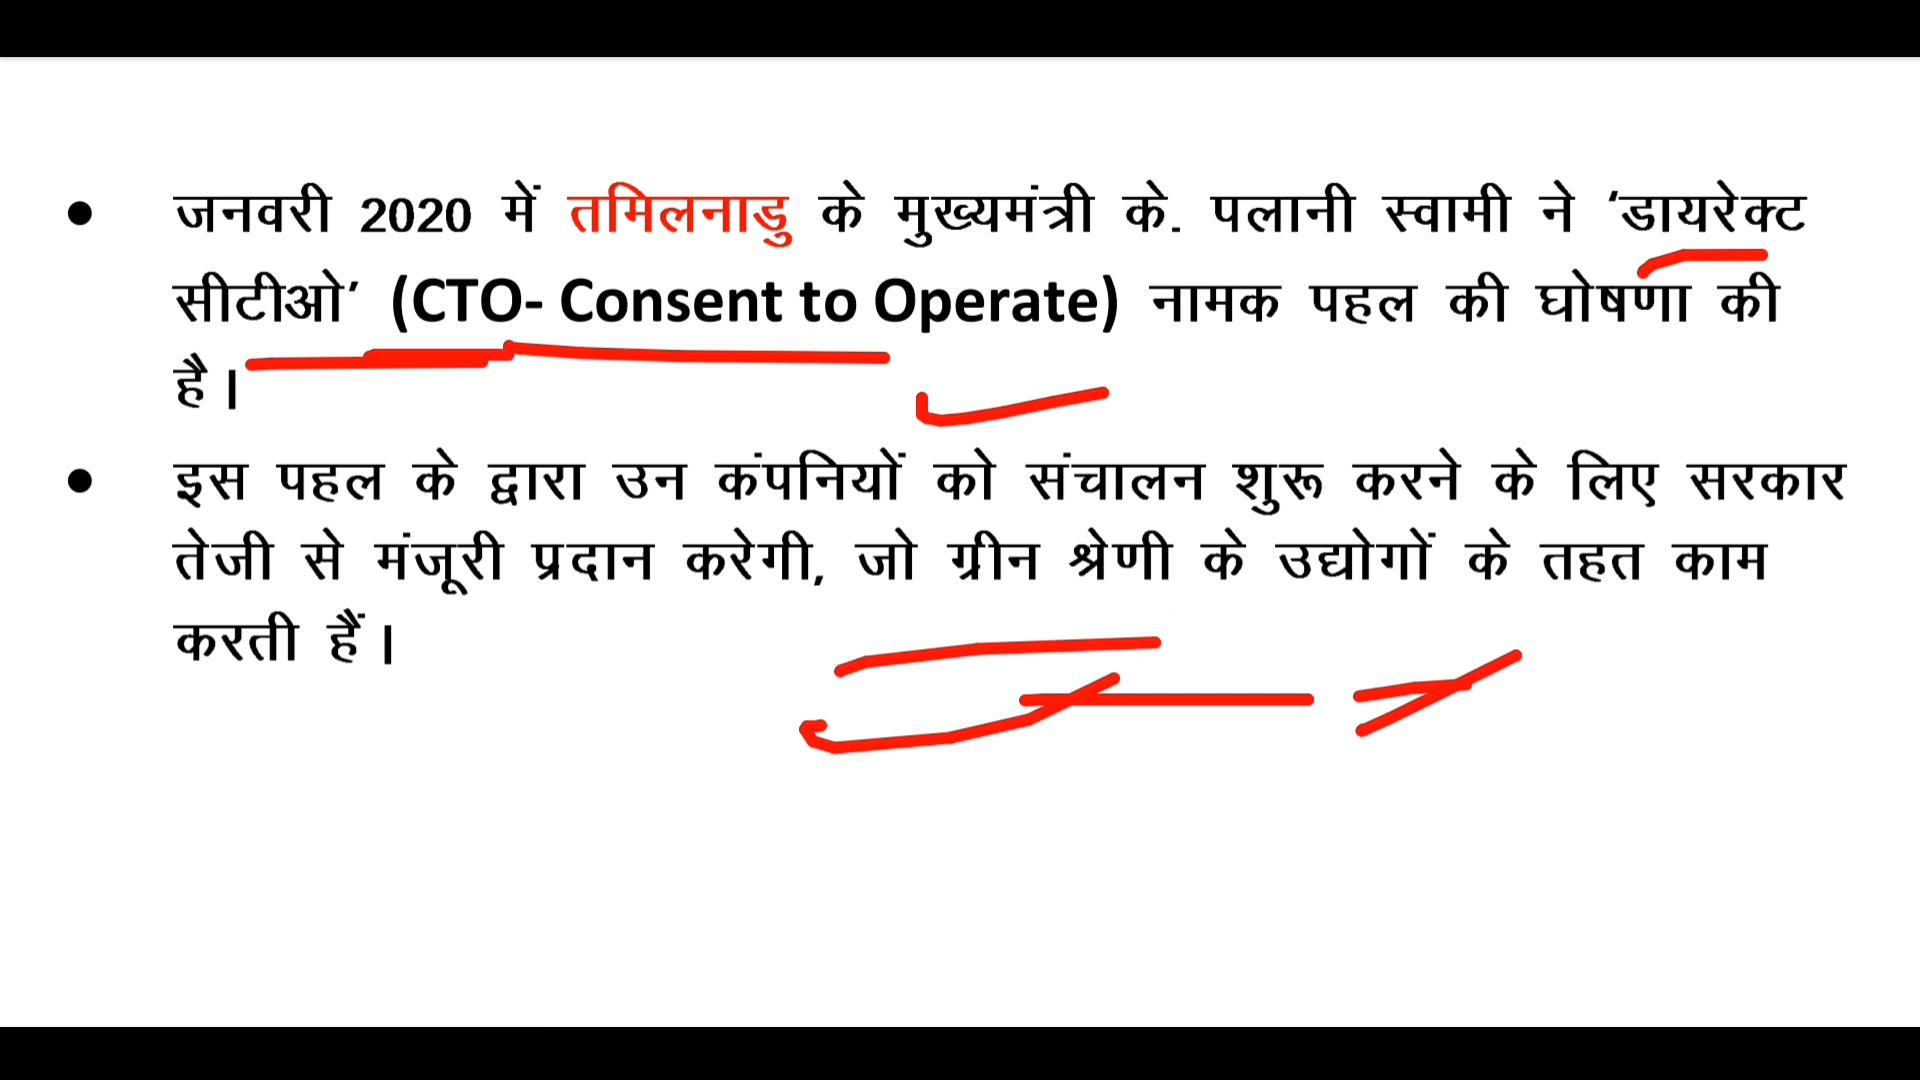 • जनवरी 2020 में तमिलनाडु के मुख्यमंत्री के. पलानी स्वामी ने ‘डायरेक्ट
सीटीओ’ (CTO- Consent to Operate) नामक पहल की घोषणा की
है।
• इस पहल के द्वारा उन कंपनियों को संचालन शुरू करने के लिए सरकार
तेजी से मंजूरी प्रदान करेगी, जो ग्रीन श्रेणी के उद्योगों के तहत काम
करती हैं।